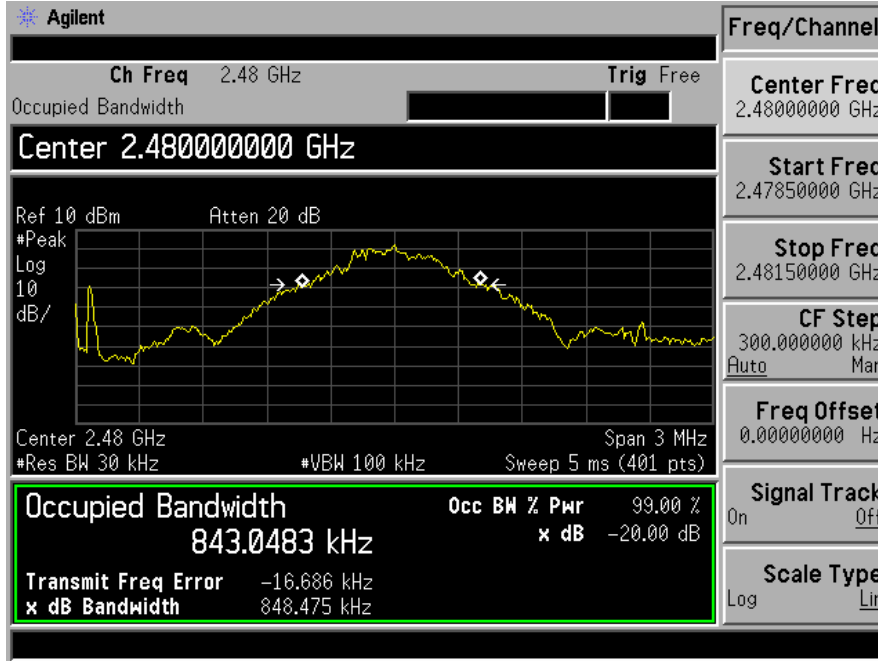 Agilent
Freq/Channel
Ch Freq 2.48 GHz Trig Free
Occupied Bandwidth
Center Freq
2.48000000 GHz
Center 2.480000000 GHz
Start Freq
2.47850000 GHz
Ref 10 dBm Atten 20 dB
#Peak
Log
10
dB/
Stop Freq
2.48150000 GHz
CF Step
300.000000 kHz
Auto Man
Freq Offset
0.00000000 Hz
Center 2.48 GHz Span 3 MHz
#Res BW 30 kHz #VBW 100 kHz Sweep 5 ms (401 pts)
Signal Track
On Off
Occupied Bandwidth
843.0483 kHz
Occ BW % Pwr 99.00 %
x dB -20.00 dB
Transmit Freq Error -16.686 kHz
x dB Bandwidth 848.475 kHz
Scale Type
Log Lin